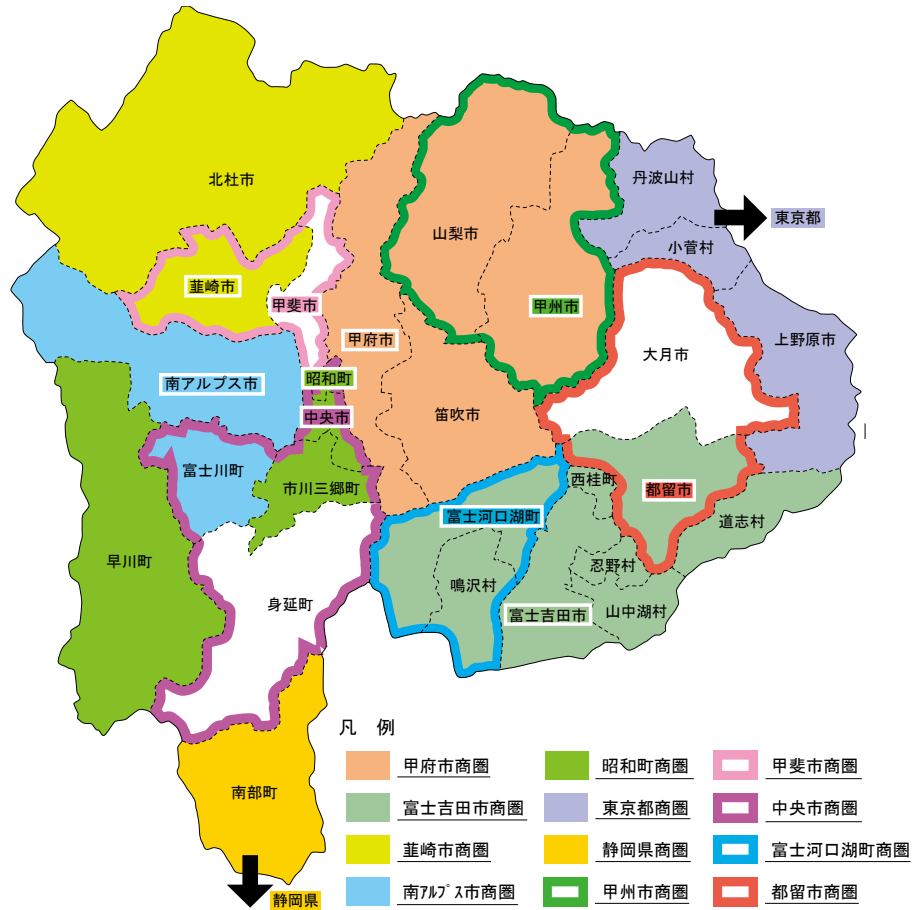 北杜市
丹波山村
東京都
山梨市
小菅村
韮崎市
甲斐市
甲州市
甲府市
大月市
上野原市
南アルプス市
昭和町
中央市
笛吹市
富士川町
市川三郷町
西桂町
都留市
富士河口湖町
道志村
早川町
忍野村
鳴沢村
身延町
富士吉田市
山中湖村
南部町
静岡県
凡 例
甲府市商圏 昭和町商圏 甲斐市商圏
富士吉田市商圏 東京都商圏 中央市商圏
韮崎市商圏 静岡県商圏 富士河口湖町商圏
南ｱﾙﾌﾟｽ市商圏 甲州市商圏 都留市商圏